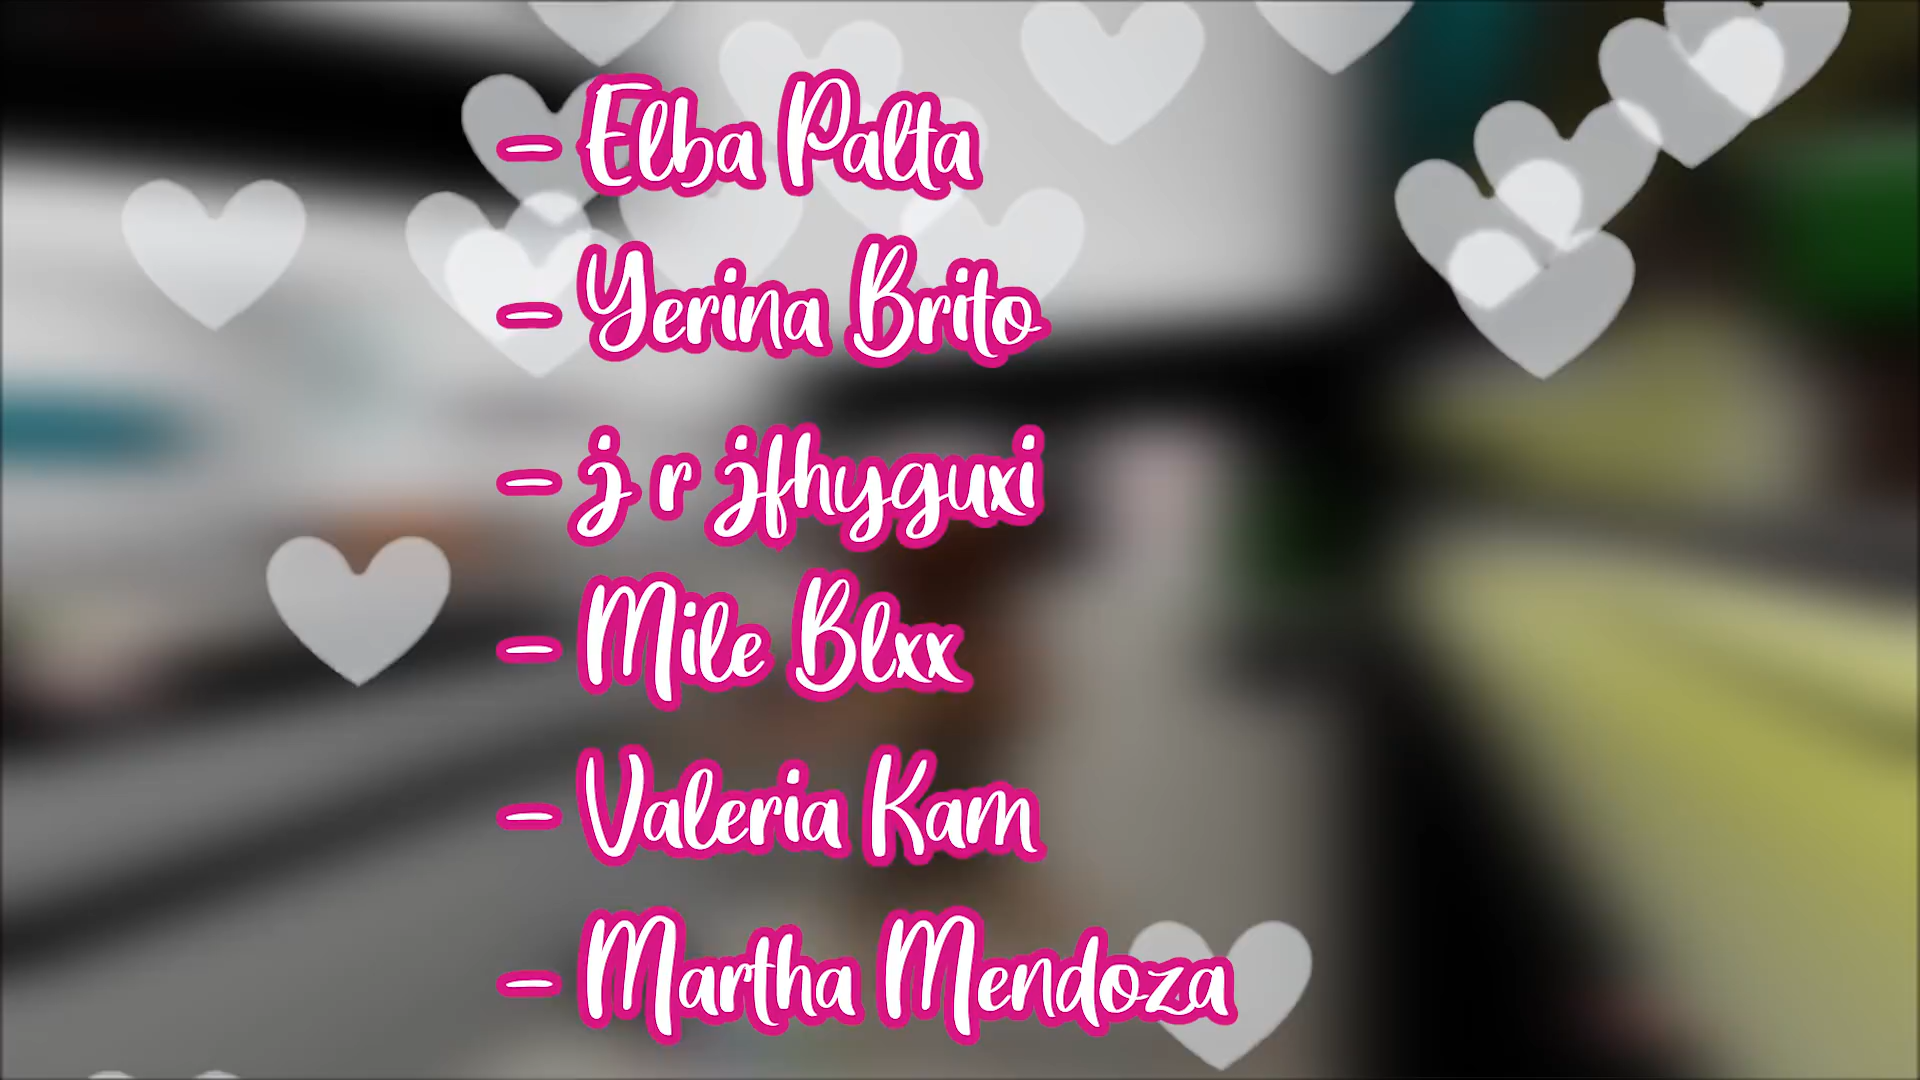 - Elba Palta
- Yerina Brito
- j r jfhyguxi
- Mile Blxx
- Valeria Kam
- Martha Mendoza